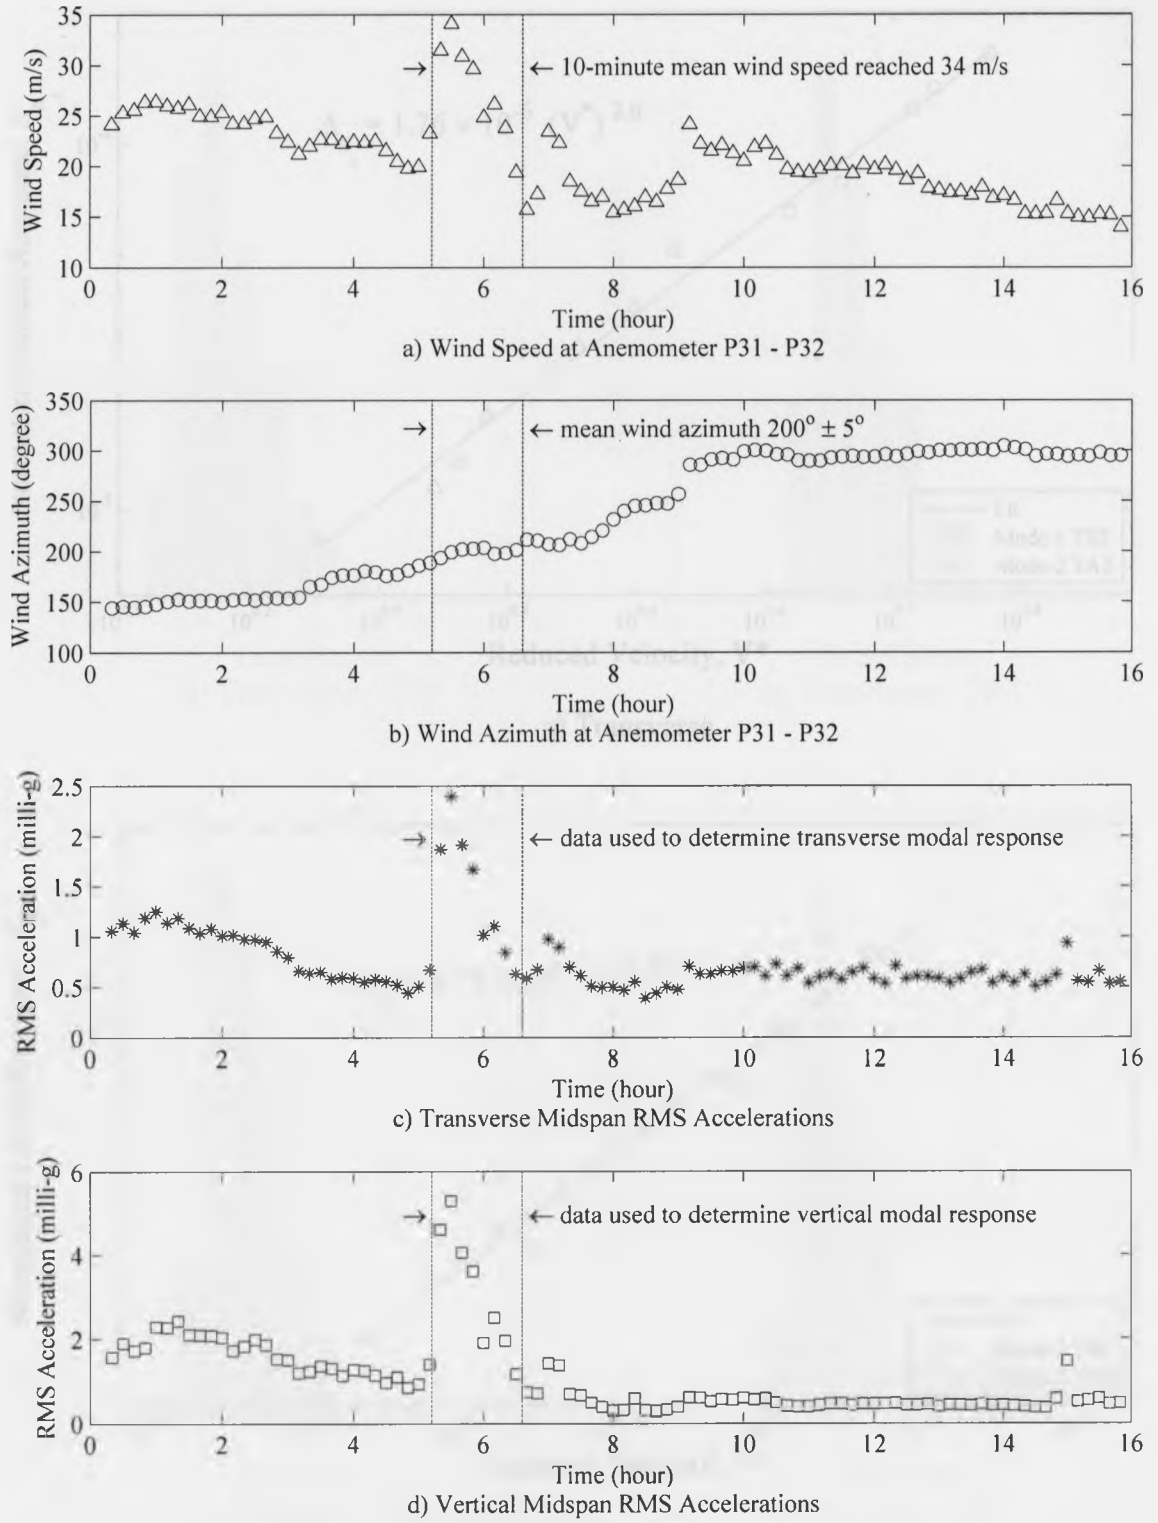 35
30
25
20
15
10
Wind Speed (m/s)
→ ← 10-minute mean wind speed reached 34 m/s
0 2 4 6 8 10 12 14 16
Time (hour)
a) Wind Speed at Anemometer P31 - P32
350
300
250
200
150
100
Wind Azimuth (degree)
→ ← mean wind azimuth 200° ± 5°
0 2 4 6 8 10 12 14 16
Reduced Velocity, V*
Time (hour)
b) Wind Azimuth at Anemometer P31 - P32
2.5
2
1.5
1
0.5
0
RMS Acceleration (milli-g)
→ ← data used to determine transverse modal response
0 2 4 6 8 10 12 14 16
Time (hour)
c) Transverse Midspan RMS Accelerations
6
4
2
0
RMS Acceleration (milli-g)
→ ← data used to determine vertical modal response
0 2 4 6 8 10 12 14 16
Time (hour)
d) Vertical Midspan RMS Accelerations